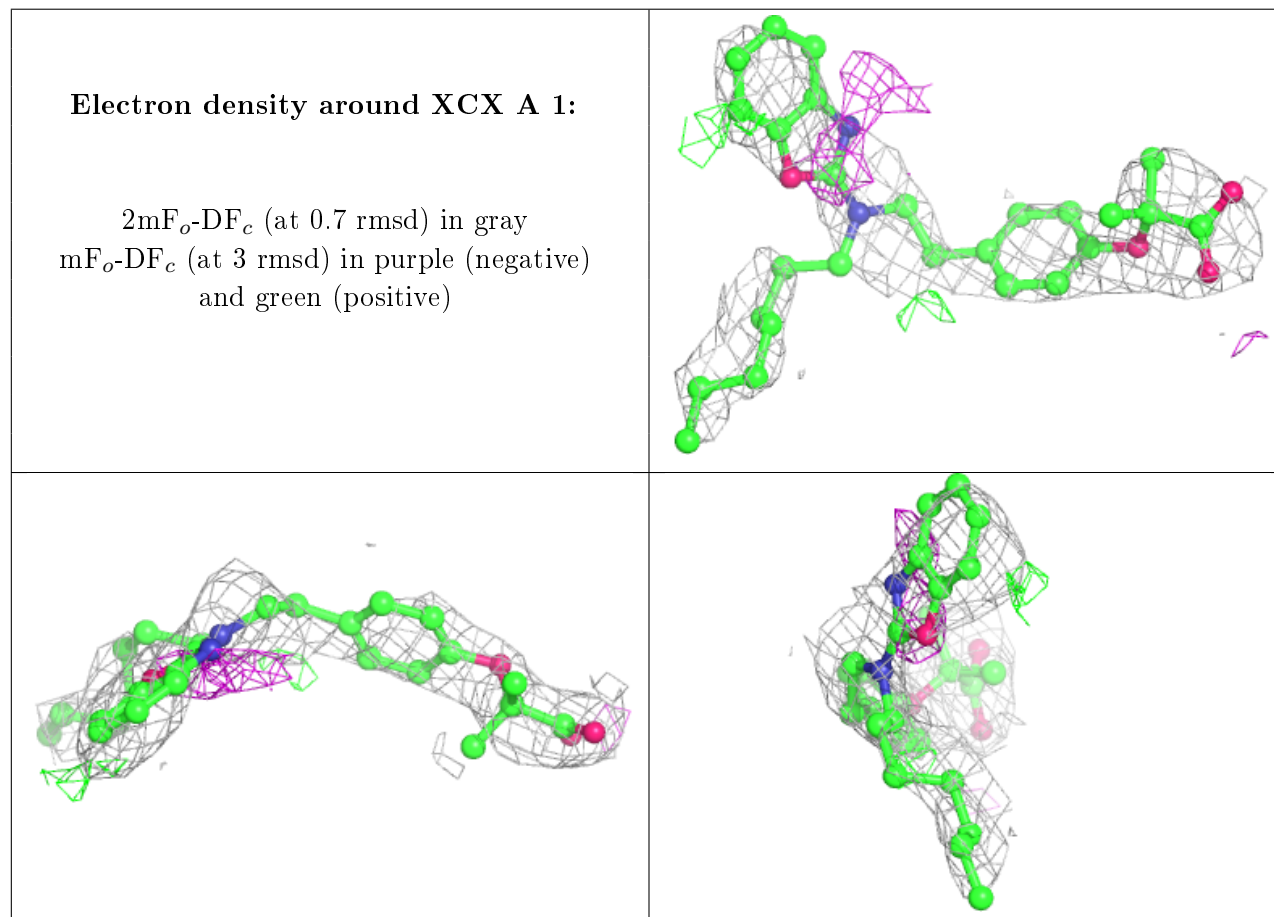 Electron density around XCX A 1:
2mFo-DFc (at 0.7 rmsd) in gray
mFo-DFc (at 3 rmsd) in purple (negative)
and green (positive)